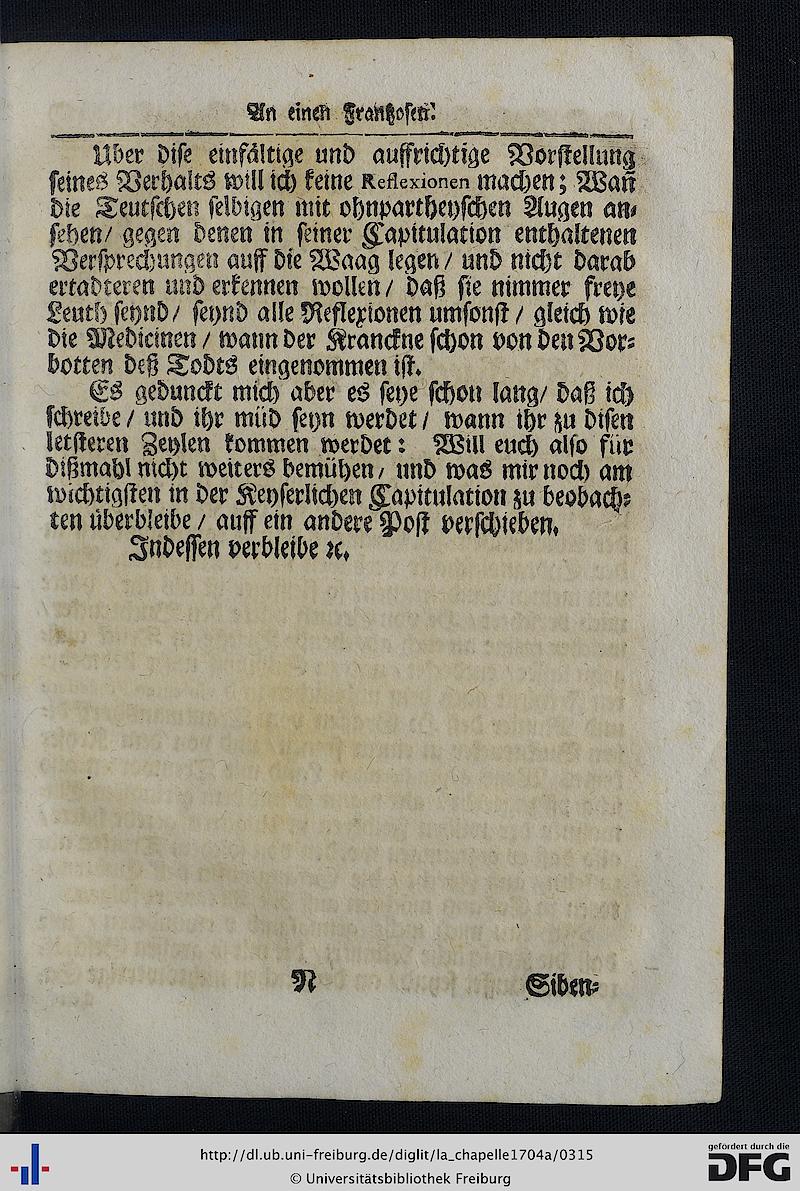 An einen Frantzosen.
Uber dise einfältige und auffrichtige Vorstellung
seines Verhalts will ich keine Reflexionen machen; Wañ
die Teutschen selbigen mit ohnpartheyschen Augen an⸗
sehen/ gegen denen in seiner Capitulation enthaltenen
Versprechungen auff die Waag legen/ und nicht darab
ertadteren und erkennen wollen/ daß sie nimmer freye
Leuth seynd/ seynd alle Reflexionen umsonst/ gleich wie
die Medicinen/ wann der Kranckne schon von den Vor⸗
botten deß Todts eingenommen ist.
Es gedunckt mich aber es seye schon lang/ daß ich
schreibe/ und ihr müd seyn werdet/ wann ihr zu disen
letsteren Zeylen kommen werdet: Will euch also für
dißmahl nicht weiters bemühen/ und was mir noch am
wichtigsten in der Keyserlichen Capitulation zu beobach⸗
ten überbleibe/ auff ein andere Post verschieben.
Indessen verbleibe ꝛc.
N Siben⸗
http://dl.ub.uni-freiburg.de/diglit/la_chapelle1704a/0315
© Universitätsbibliothek Freiburg
gefördert durch die
DFG